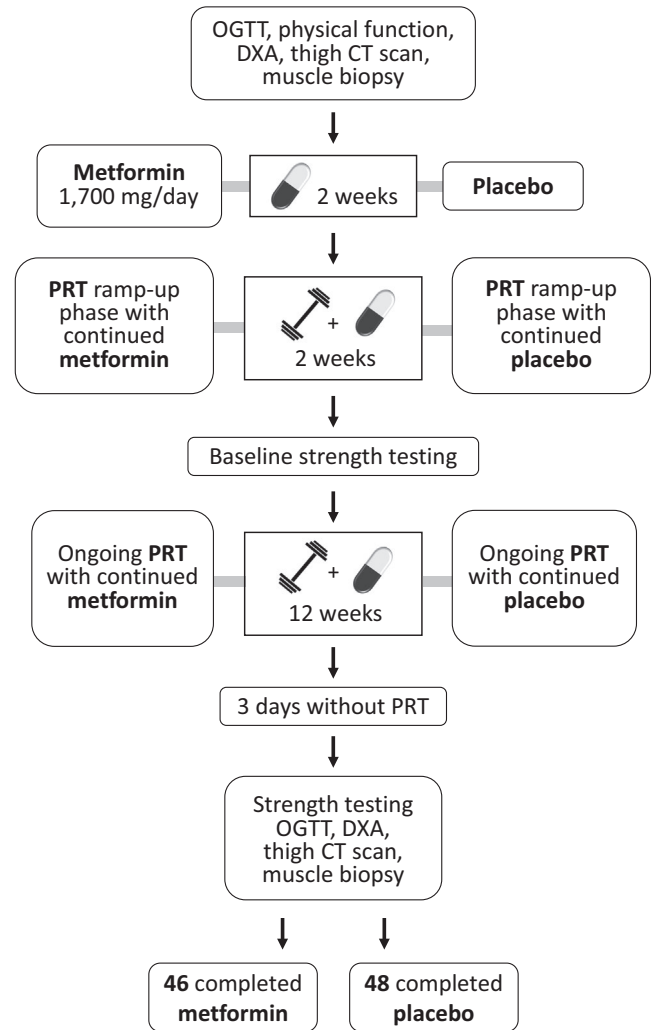 OGTT, physical function,
DXA, thigh CT scan,
muscle biopsy
Metformin
1,700 mg/day
2 weeks
Placebo
PRT ramp-up
phase with
continued
metformin
+
2 weeks
PRT ramp-up
phase with
continued
placebo
Baseline strength testing
Ongoing PRT
with continued
metformin
+
12 weeks
Ongoing PRT
with continued
placebo
3 days without PRT
Strength testing
OGTT, DXA,
thigh CT scan,
muscle biopsy
46 completed
metformin
48 completed
placebo